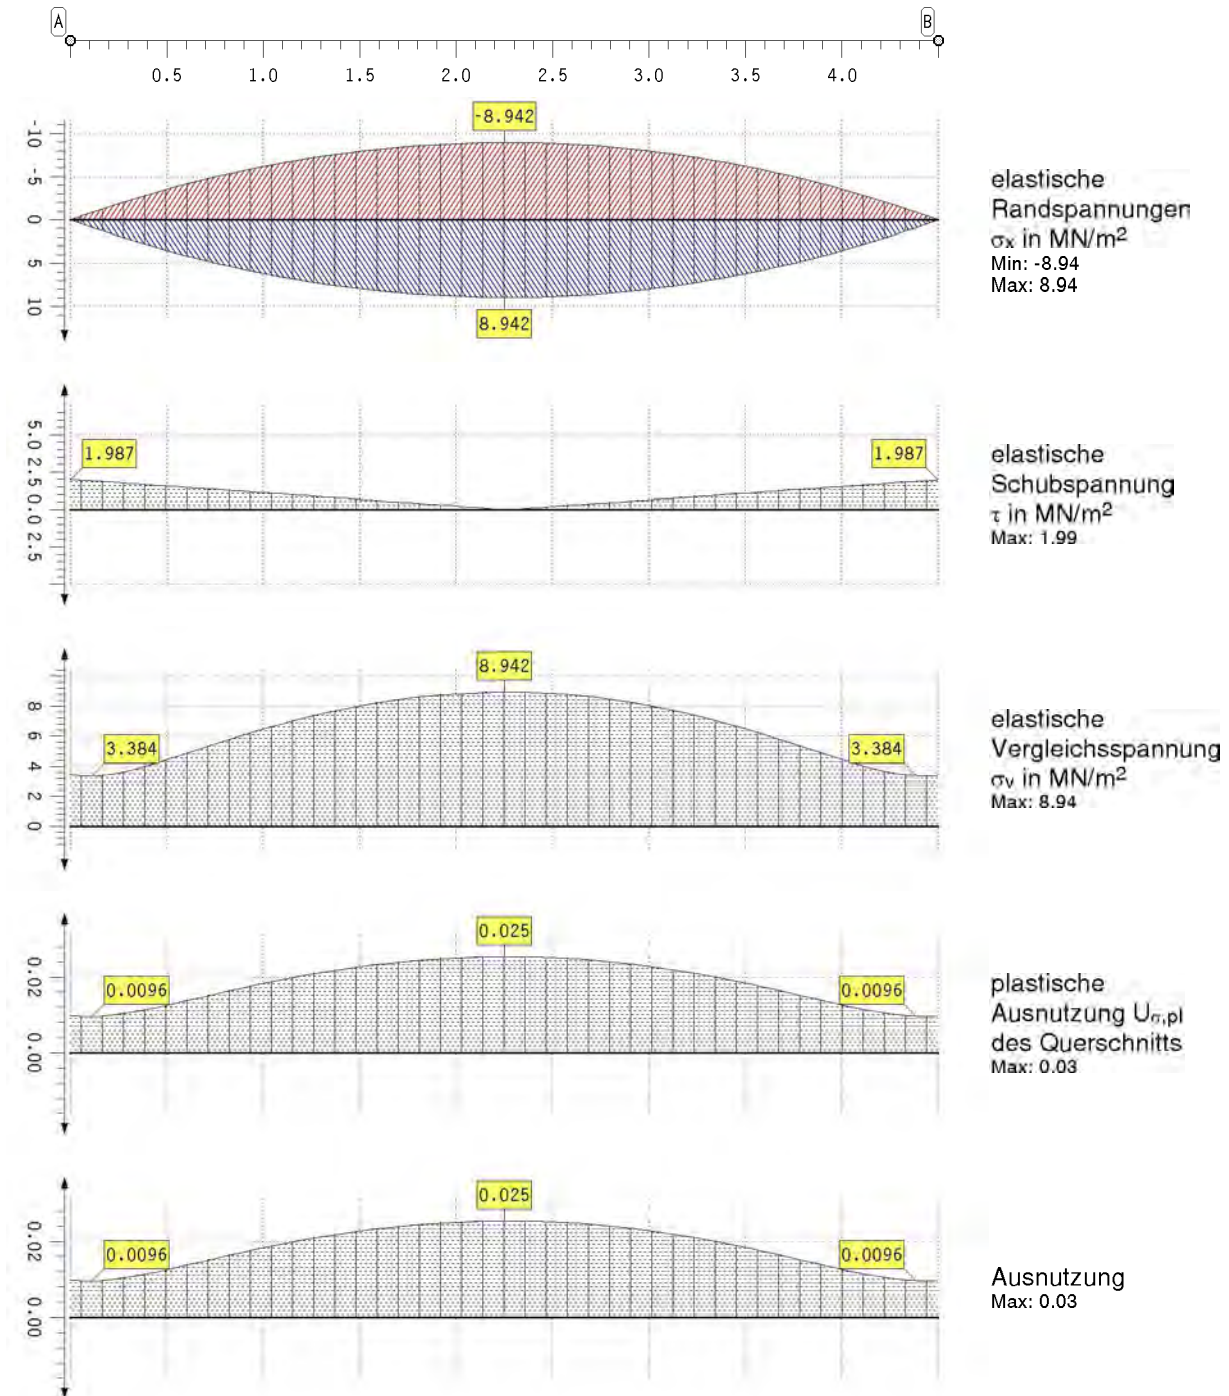 A B
0.5 1.0 1.5 2.0 2.5 3.0 3.5 4.0
-10 -5 0 5 10
-8.942
8.942
elastische
Randspannungen
σx in MN/m²
Min: -8.94
Max: 8.94
5.0 2.5 0.0 2.5
1.987 1.987
elastische
Schubspannung
τ in MN/m²
Max: 1.99
8 6 4 2 0
3.384 8.942 3.384
elastische
Vergleichsspannung
σv in MN/m²
Max: 8.94
0.02 0.00
0.0096 0.025 0.0096
plastische
Ausnutzung Uσ,pl
des Querschnitts
Max: 0.03
0.02 0.00
0.0096 0.025 0.0096
Ausnutzung
Max: 0.03